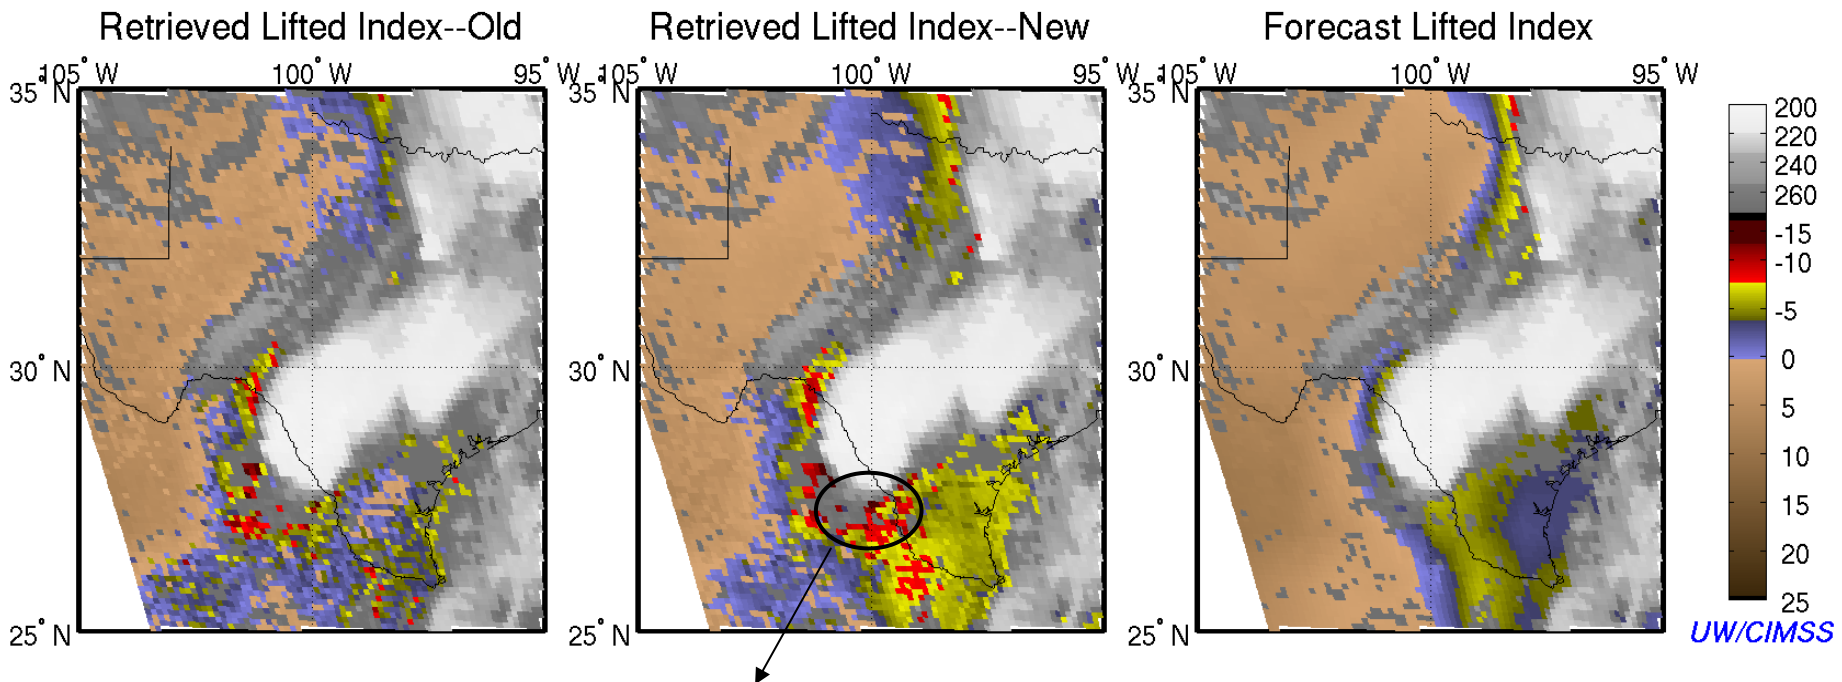 Retrieved Lifted Index--Old
105° W 100° W 95° W
35° N
30° N
25° N
Retrieved Lifted Index--New
105° W 100° W 95° W
35° N
30° N
25° N
Forecast Lifted Index
105° W 100° W 95° W
35° N
30° N
25° N
200
220
240
260
-15
-10
-5
0
5
10
15
20
25
UW/CIMSS